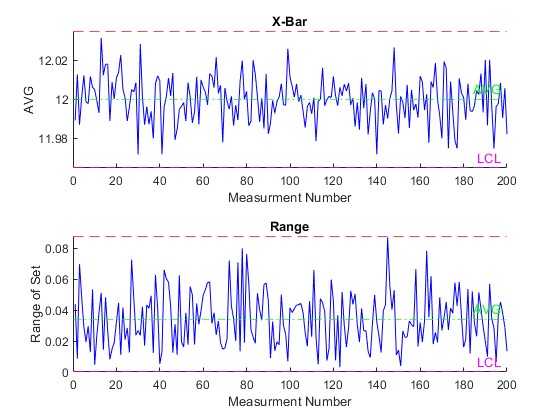 X-Bar
12.02
AVG
12
AVG
11.98
LCL
0 20 40 60 80 100 120 140 160 180 200
Measurment Number
Range
0.08
0.06
Range of Set
0.04
AVG
0.02
LCL
0
0 20 40 60 80 100 120 140 160 180 200
Measurment Number